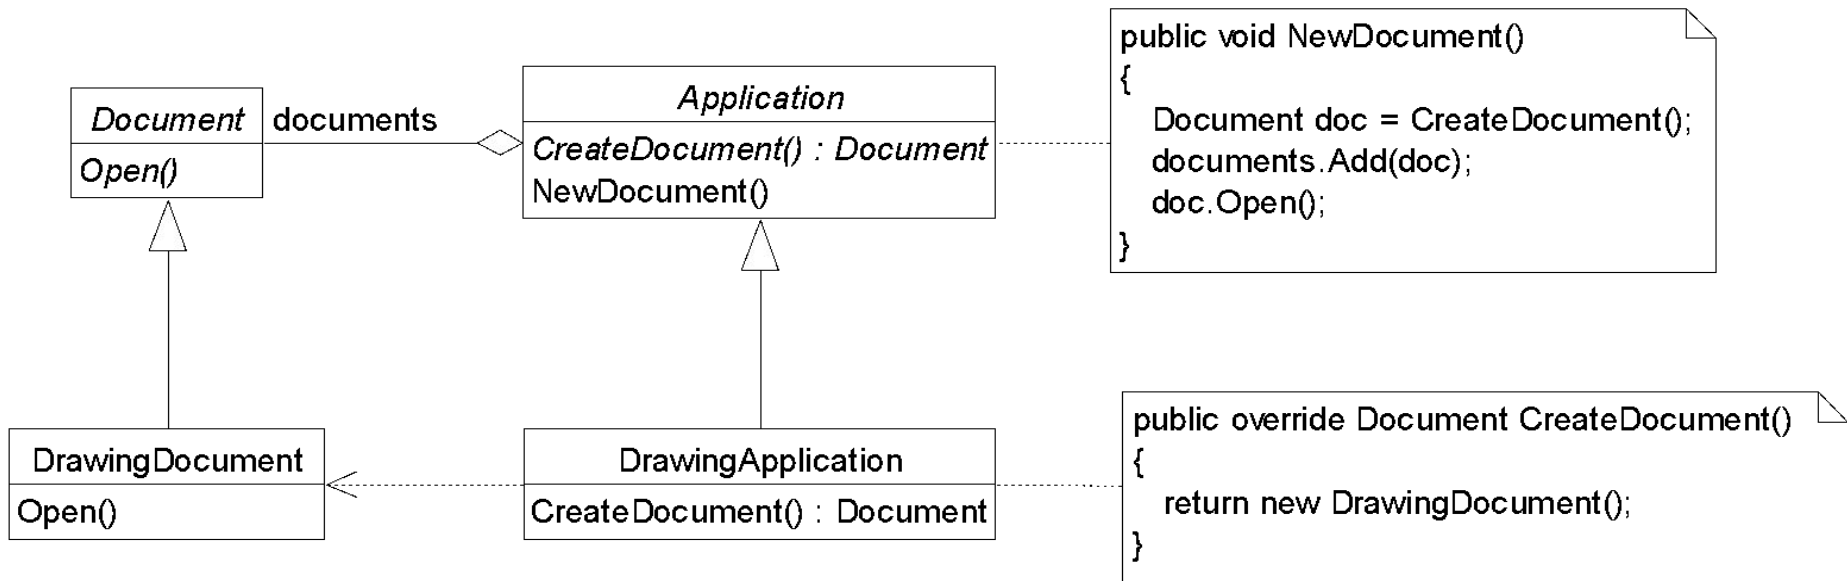 Document
Open()
documents
Application
CreateDocument() : Document
NewDocument()
public void NewDocument()
{
Document doc = CreateDocument();
documents.Add(doc);
doc.Open();
}
DrawingDocument
Open()
DrawingApplication
CreateDocument() : Document
public override Document CreateDocument()
{
return new DrawingDocument();
}